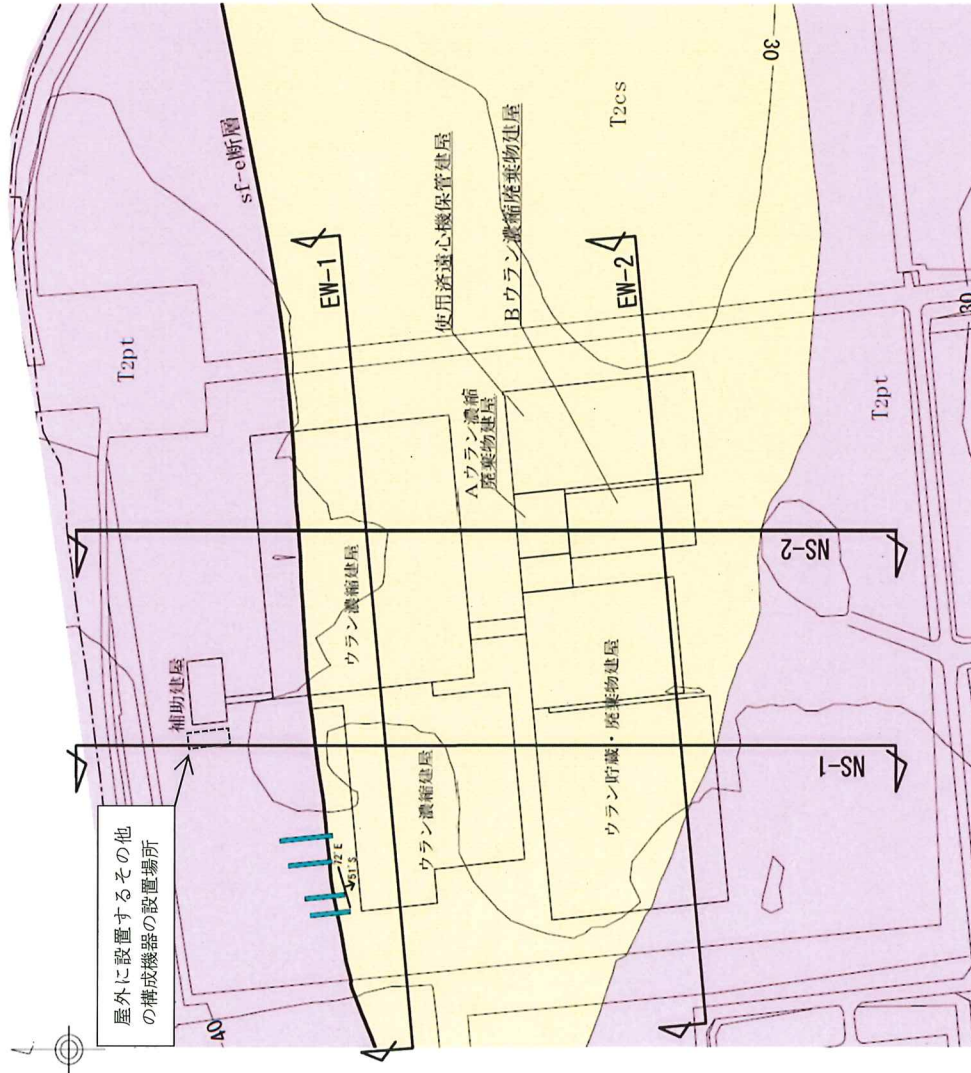 sf-e断層
T2pt
EW-1
使用済遠心機保管建屋
Bウラン濃縮廃棄物建屋
T2cs
30
EW-2
Aウラン濃縮
廃棄物建屋
T2pt
30
ウラン濃縮建屋
NS-2
補助建屋
ウラン濃縮建屋
ウラン貯蔵・廃棄物建屋
NS-1
屋外に設置するその他
の構成機器の設置場所
72°E
51°S
40